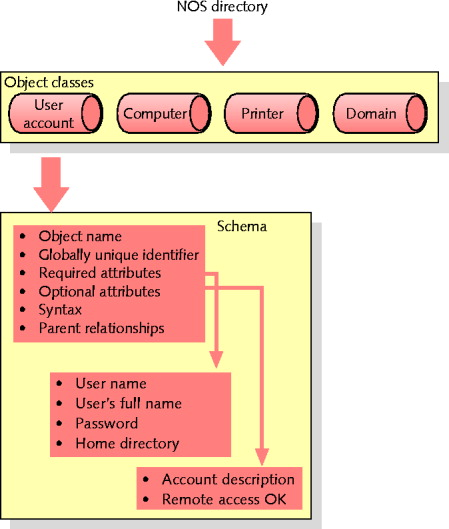 NOS directory
Object classes
User
account
Computer
Printer
Domain
Schema
• Object name
• Globally unique identifier
• Required attributes
• Optional attributes
• Syntax
• Parent relationships
• User name
• User's full name
• Password
• Home directory
• Account description
• Remote access OK